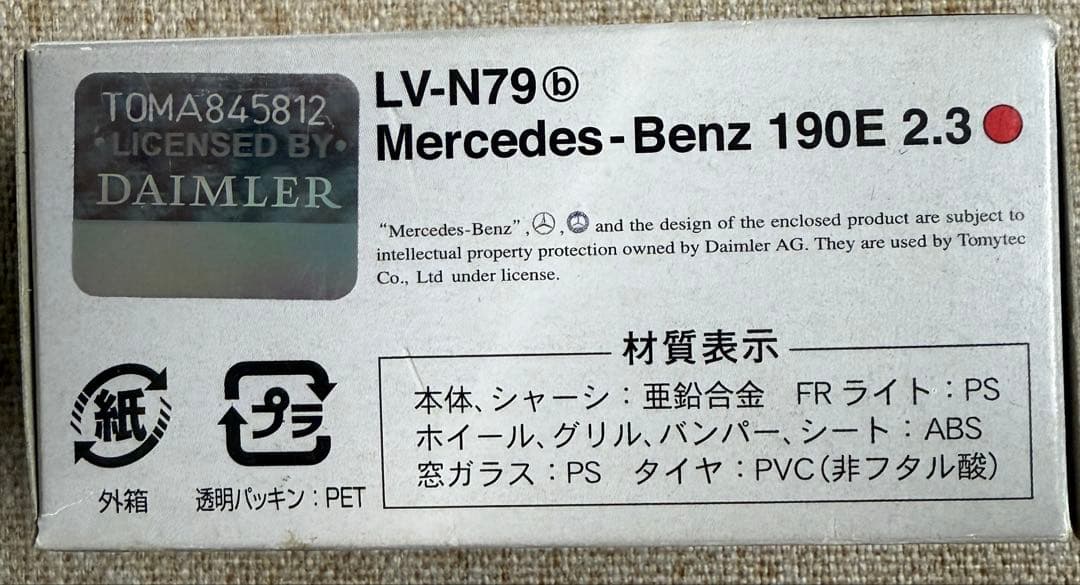 TOMA845812
•LICENSED BY•
DAIMLER
LV-N79ⓑ
Mercedes-Benz 190E 2.3
“Mercedes-Benz”, , and the design of the enclosed product are subject to
intellectual property protection owned by Daimler AG. They are used by Tomytec
Co., Ltd under license.
材質表示
本体、シャーシ：亜鉛合金　FRライト：PS
ホイール、グリル、バンパー、シート：ABS
窓ガラス：PS　タイヤ：PVC（非フタル酸）
紙
外箱
プラ
透明パッキン：PET